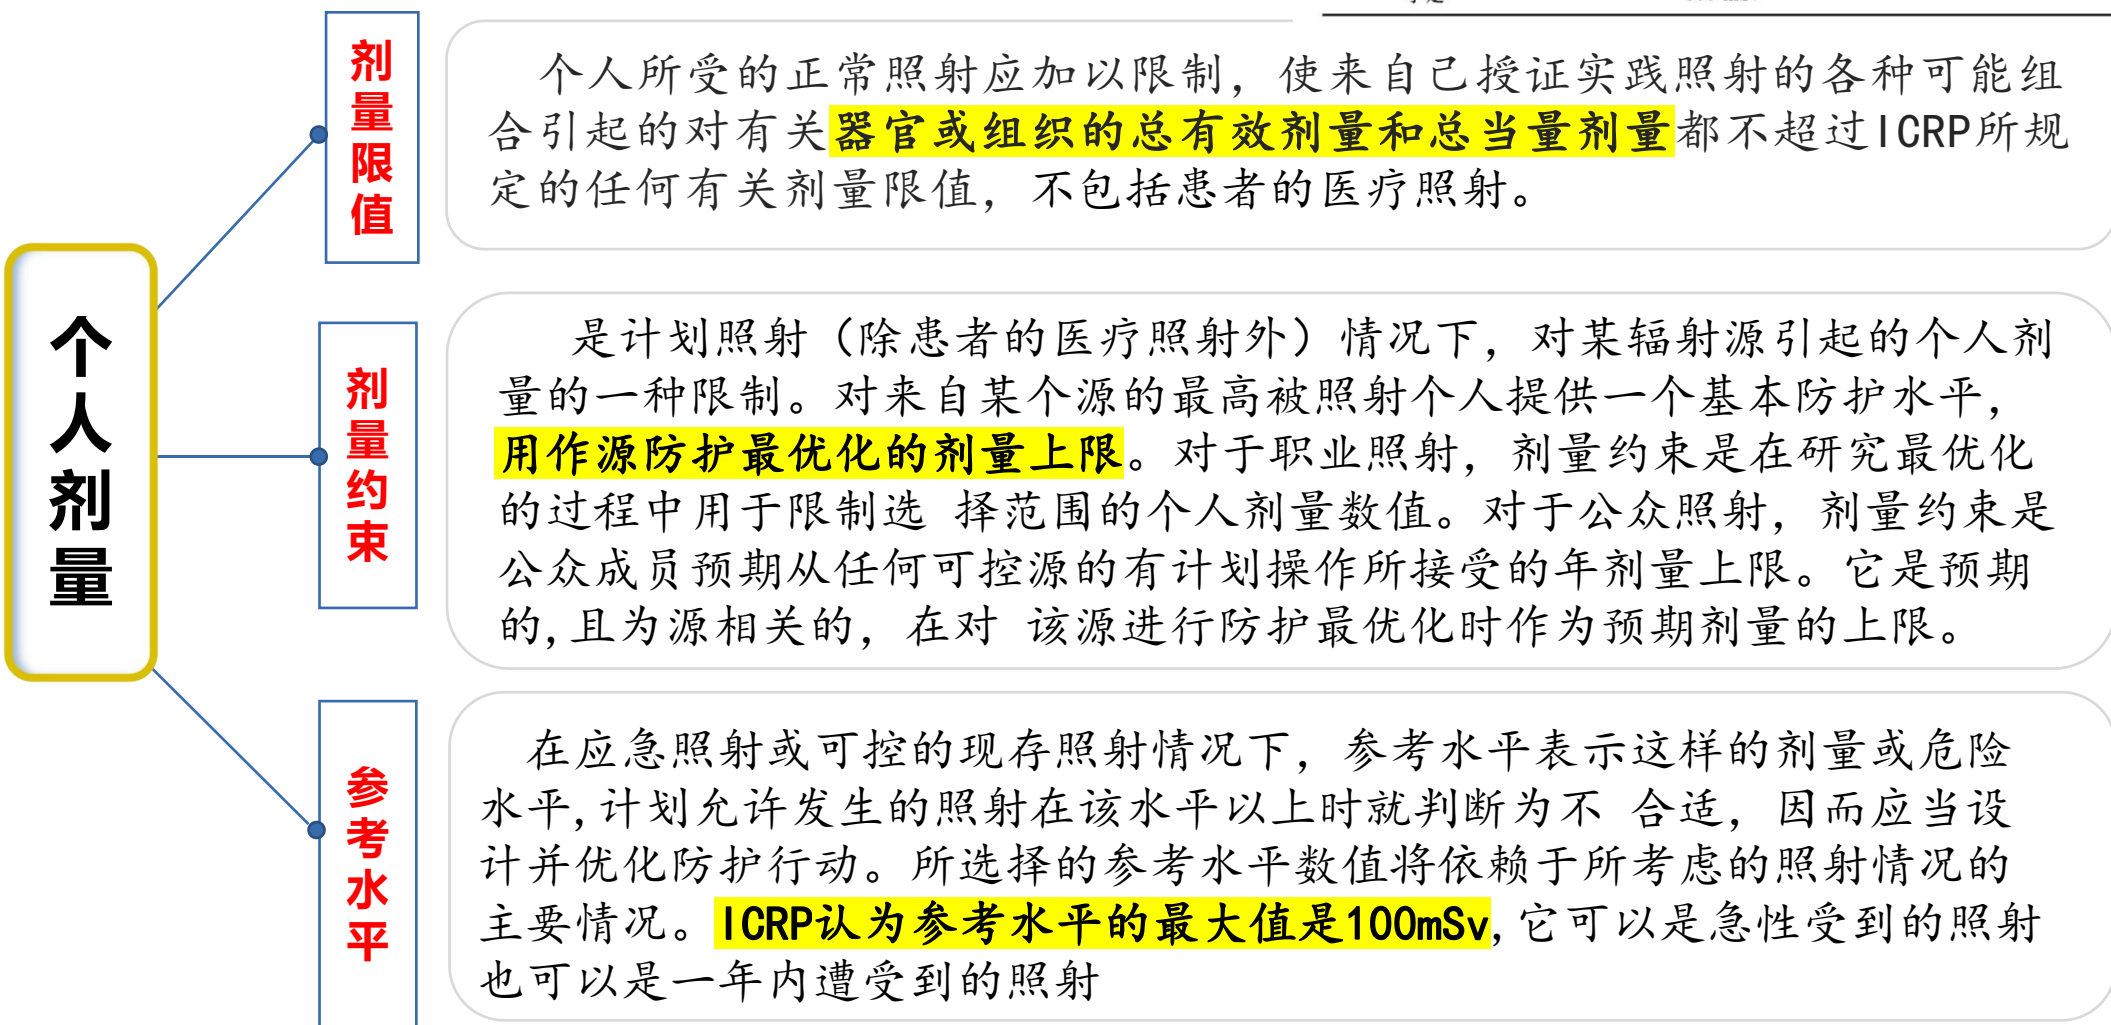 个人剂量
剂量限值
个人所受的正常照射应加以限制，使来自己授证实践照射的各种可能组
合引起的对有关器官或组织的总有效剂量和总当量剂量都不超过ICRP所规
定的任何有关剂量限值，不包括患者的医疗照射。
剂量约束
是计划照射（除患者的医疗照射外）情况下，对某辐射源引起的个人剂
量的一种限制。对来自某个源的最高被照射个人提供一个基本防护水平，
用作源防护最优化的剂量上限。对于职业照射，剂量约束是在研究最优化
的过程中用于限制选 择范围的个人剂量数值。对于公众照射，剂量约束是
公众成员预期从任何可控源的有计划操作所接受的年剂量上限。它是预期
的,且为源相关的，在对 该源进行防护最优化时作为预期剂量的上限。
参考水平
在应急照射或可控的现存照射情况下，参考水平表示这样的剂量或危险
水平,计划允许发生的照射在该水平以上时就判断为不 合适，因而应当设
计并优化防护行动。所选择的参考水平数值将依赖于所考虑的照射情况的
主要情况。ICRP认为参考水平的最大值是100mSv,它可以是急性受到的照射
也可以是一年内遭受到的照射